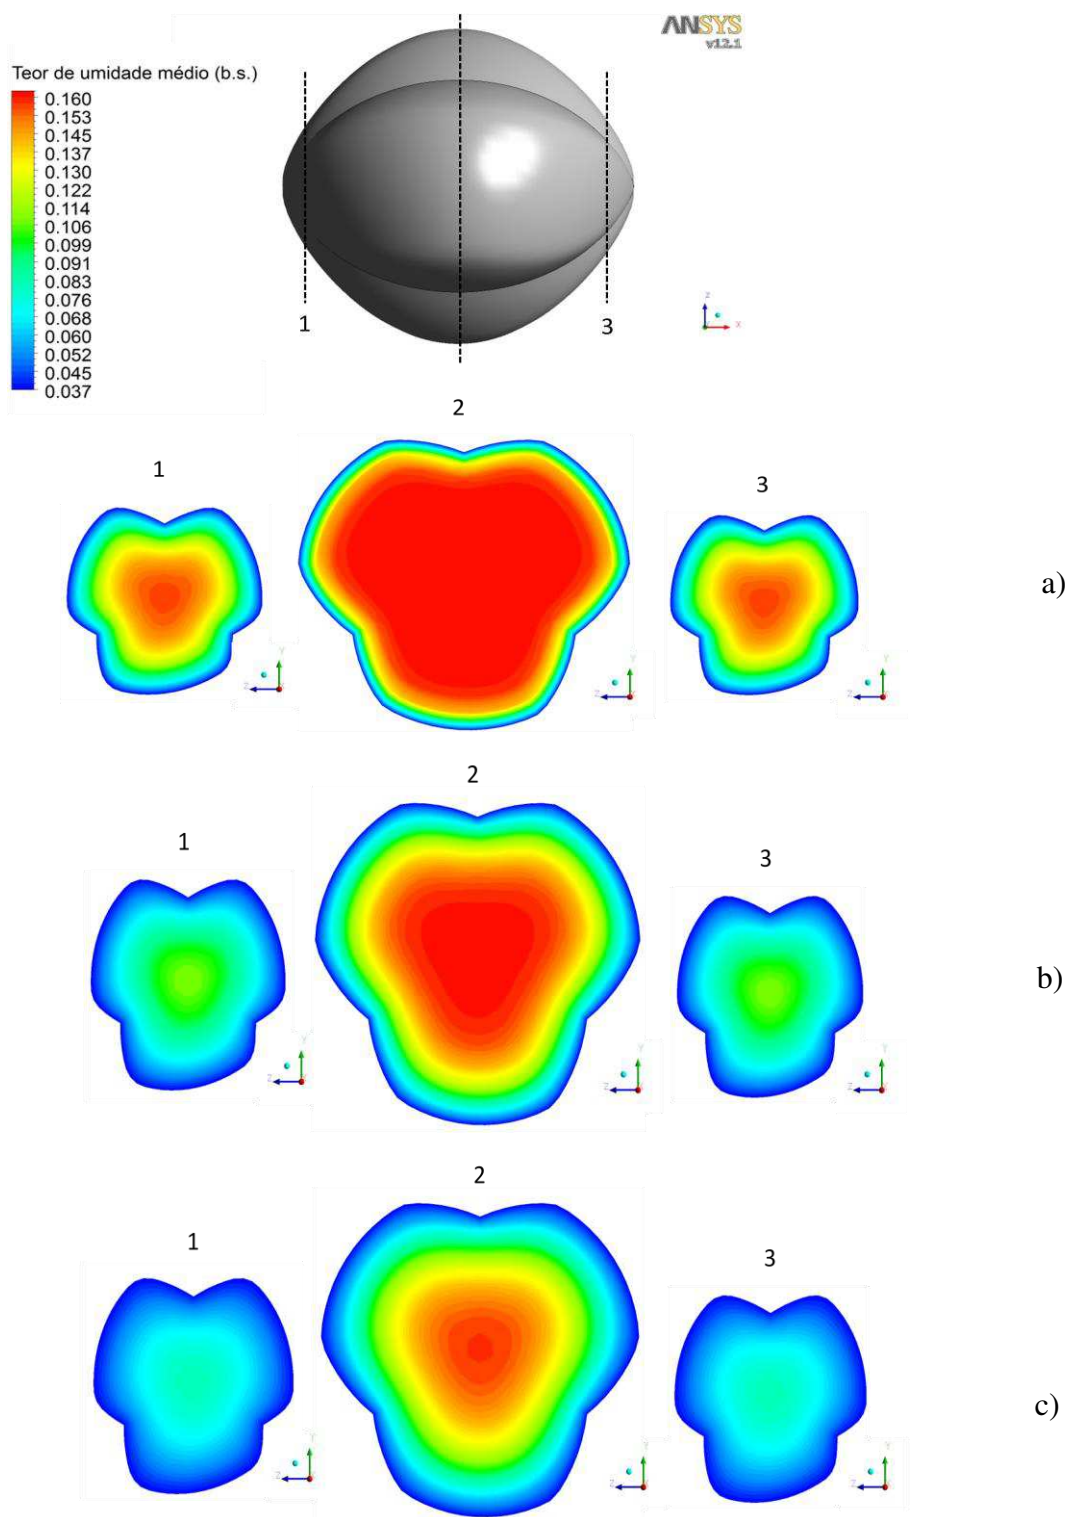 ANSYS
v12.1
Teor de umidade médio (b.s.)
0.160
0.153
0.145
0.137
0.130
0.122
0.114
0.106
0.099
0.091
0.083
0.076
0.068
0.060
0.052
0.045
0.037
1
3
Z
X
2
1
3
a)
Y
Z
Y
Z
Y
Z
2
1
3
b)
Y
Z
Y
Z
Y
Z
2
1
3
c)
Y
Z
Y
Z
Y
Z